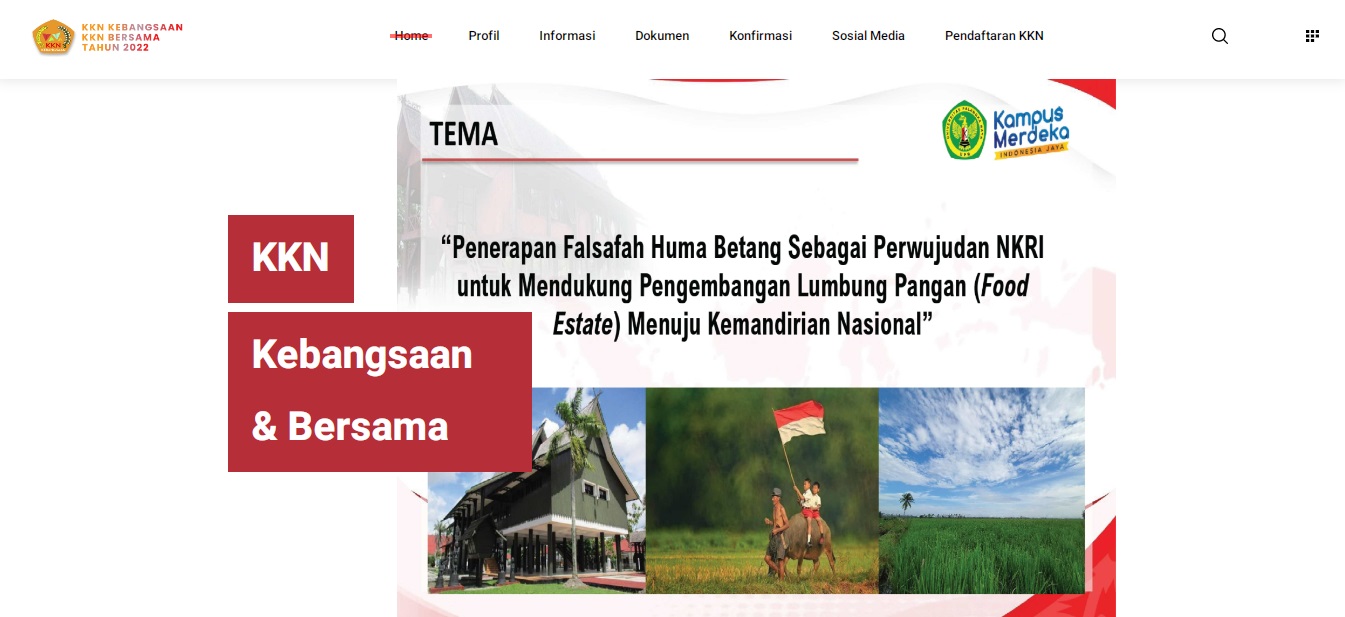 KKN KEBANGSAAN
KKN BERSAMA
TAHUN 2022
Home Profil Informasi Dokumen Konfirmasi Sosial Media Pendaftaran KKN
TEMA
Kampus
Merdeka
INDONESIA JAYA
“Penerapan Falsafah Huma Betang Sebagai Perwujudan NKRI
untuk Mendukung Pengembangan Lumbung Pangan (Food
Estate) Menuju Kemandirian Nasional”
KKN
Kebangsaan
& Bersama